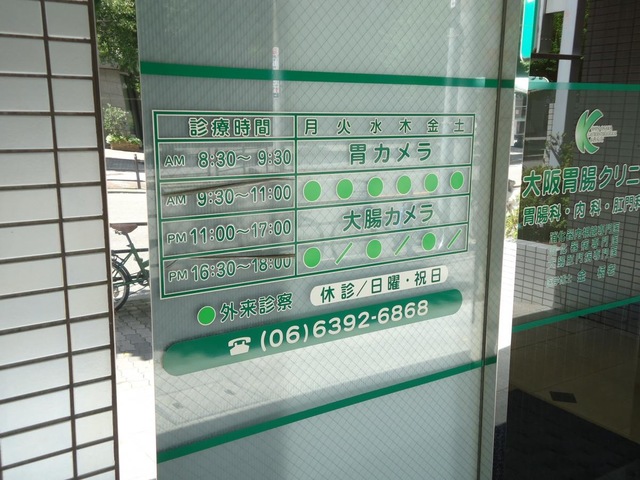 診療時間 月 火 水 木 金 土
AM 8:30～9:30 胃カメラ
AM 9:30～11:00 ● ● ● ● ● ●
PM 11:00～17:00 大腸カメラ
PM 16:30～18:00 ● / ● / ● /
●外来診察 休診/日曜・祝日
☎ (06)6392-6868
大阪胃腸クリニ
胃腸科・内科・肛門科